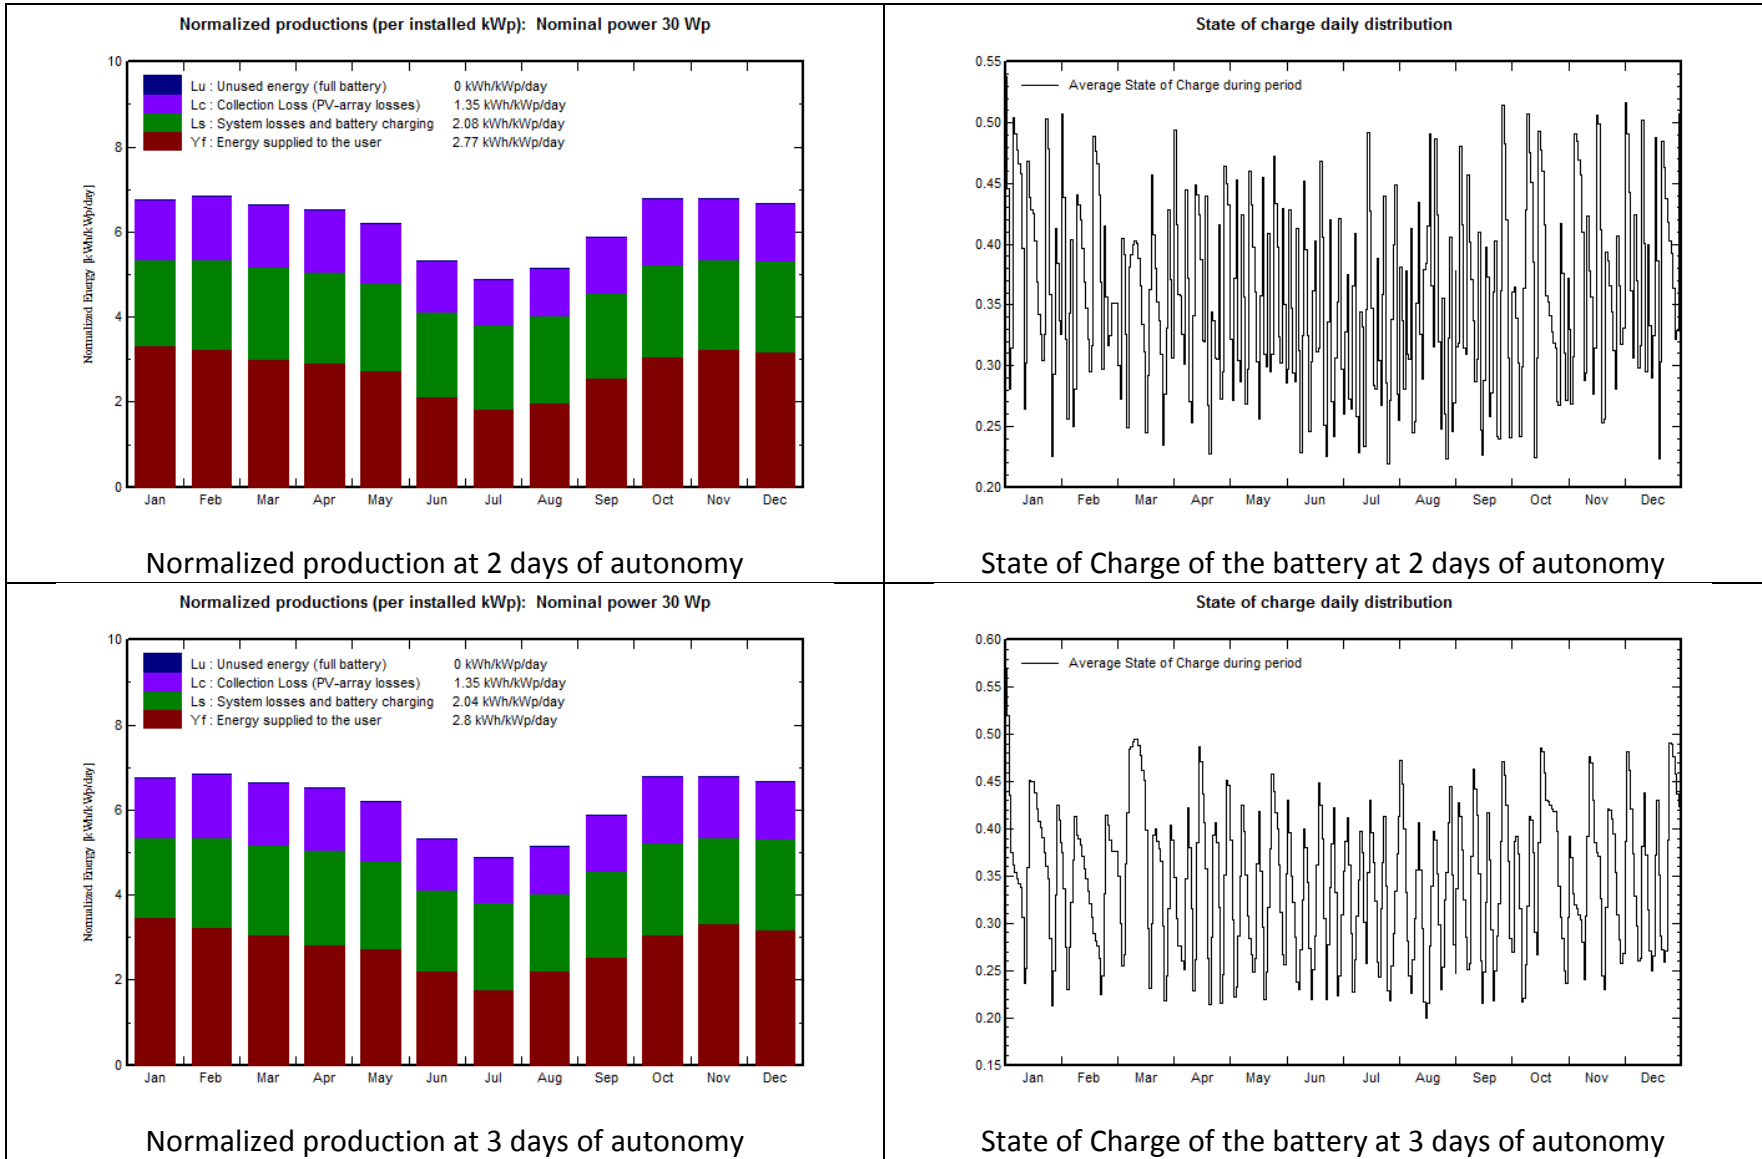 Normalized productions (per installed kWp): Nominal power 30 Wp
10
8
6
4
2
0
Normalized Energy [kWh/kWp/day]
Lu : Unused energy (full battery) 0 kWh/kWp/day
Lc : Collection Loss (PV-array losses) 1.35 kWh/kWp/day
Ls : System losses and battery charging 2.08 kWh/kWp/day
Yf : Energy supplied to the user 2.77 kWh/kWp/day
Jan Feb Mar Apr May Jun Jul Aug Sep Oct Nov Dec
Normalized production at 2 days of autonomy
State of charge daily distribution
0.55
0.50
0.45
0.40
0.35
0.30
0.25
0.20
Average State of Charge during period
Jan Feb Mar Apr May Jun Jul Aug Sep Oct Nov Dec
State of Charge of the battery at 2 days of autonomy
Normalized productions (per installed kWp): Nominal power 30 Wp
10
8
6
4
2
0
Normalized Energy [kWh/kWp/day]
Lu : Unused energy (full battery) 0 kWh/kWp/day
Lc : Collection Loss (PV-array losses) 1.35 kWh/kWp/day
Ls : System losses and battery charging 2.04 kWh/kWp/day
Yf : Energy supplied to the user 2.8 kWh/kWp/day
Jan Feb Mar Apr May Jun Jul Aug Sep Oct Nov Dec
Normalized production at 3 days of autonomy
State of charge daily distribution
0.60
0.55
0.50
0.45
0.40
0.35
0.30
0.25
0.20
0.15
Average State of Charge during period
Jan Feb Mar Apr May Jun Jul Aug Sep Oct Nov Dec
State of Charge of the battery at 3 days of autonomy